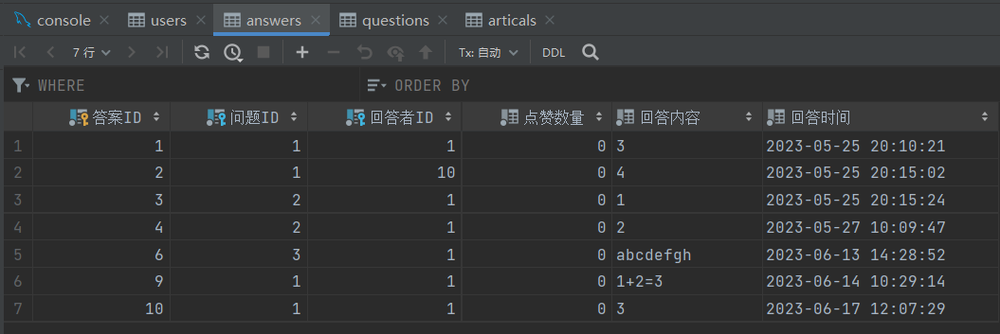 console users answers questions articals
7 行 Tx: 自动 DDL
WHERE ORDER BY
答案ID 问题ID 回答者ID 点赞数量 回答内容 回答时间
1 1 1 1 0 3 2023-05-25 20:10:21
2 2 1 10 0 4 2023-05-25 20:15:02
3 3 2 1 0 1 2023-05-25 20:15:24
4 4 2 1 0 2 2023-05-27 10:09:47
5 6 3 1 0 abcdefgh 2023-06-13 14:28:52
6 9 1 1 0 1+2=3 2023-06-14 10:29:14
7 10 1 1 0 3 2023-06-17 12:07:29